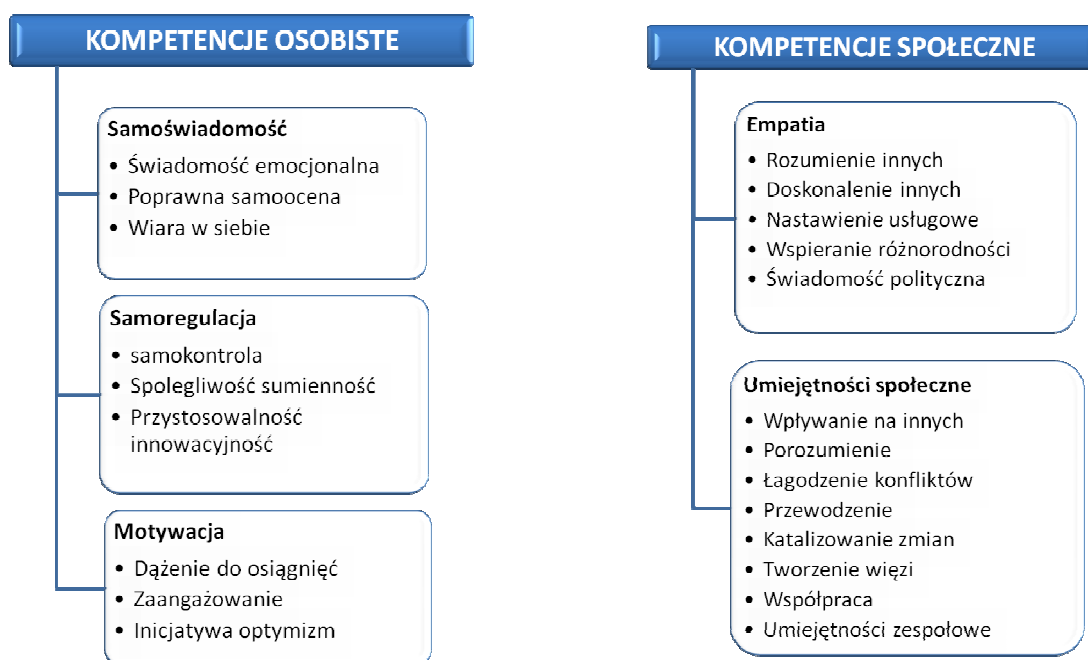 KOMPETENCJE OSOBISTE
Samoświadomość
• Świadomość emocjonalna
• Poprawna samoocena
• Wiara w siebie
Samoregulacja
• samokontrola
• Spolegliwość sumienność
• Przystosowalność
innowacyjność
Motywacja
• Dążenie do osiągnięć
• Zaangażowanie
• Inicjatywa optymizm
KOMPETENCJE SPOŁECZNE
Empatia
• Rozumienie innych
• Doskonalenie innych
• Nastawienie usługowe
• Wspieranie różnorodności
• Świadomość polityczna
Umiejętności społeczne
• Wpływanie na innych
• Porozumienie
• Łagodzenie konfliktów
• Przewodzenie
• Katalizowanie zmian
• Tworzenie więzi
• Współpraca
• Umiejętności zespołowe